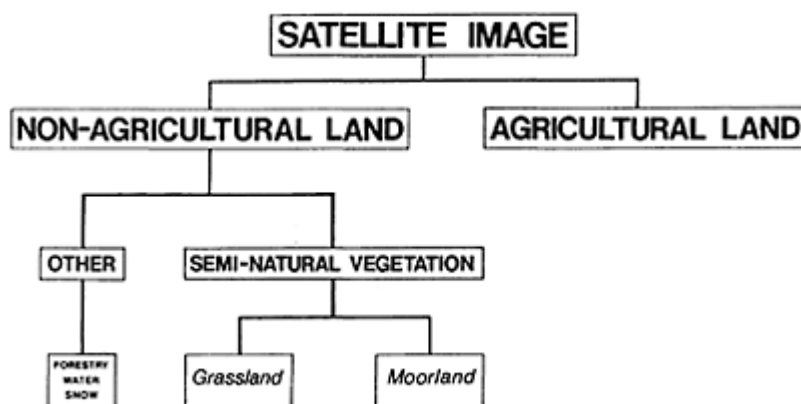 SATELLITE IMAGE
NON-AGRICULTURAL LAND
AGRICULTURAL LAND
OTHER
SEMI-NATURAL VEGETATION
FORESTRY
WATER
SNOW
Grassland
Moorland